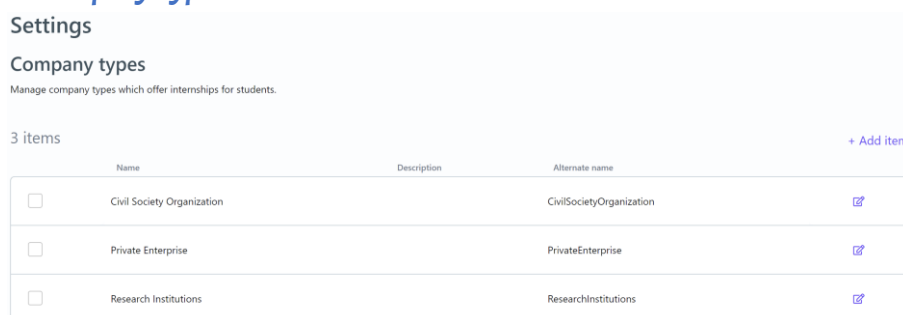 Settings
Company types
Manage company types which offer internships for students.
3 items
+ Add item
Name Description Alternate name
Civil Society Organization CivilSocietyOrganization
Private Enterprise PrivateEnterprise
Research Institutions ResearchInstitutions